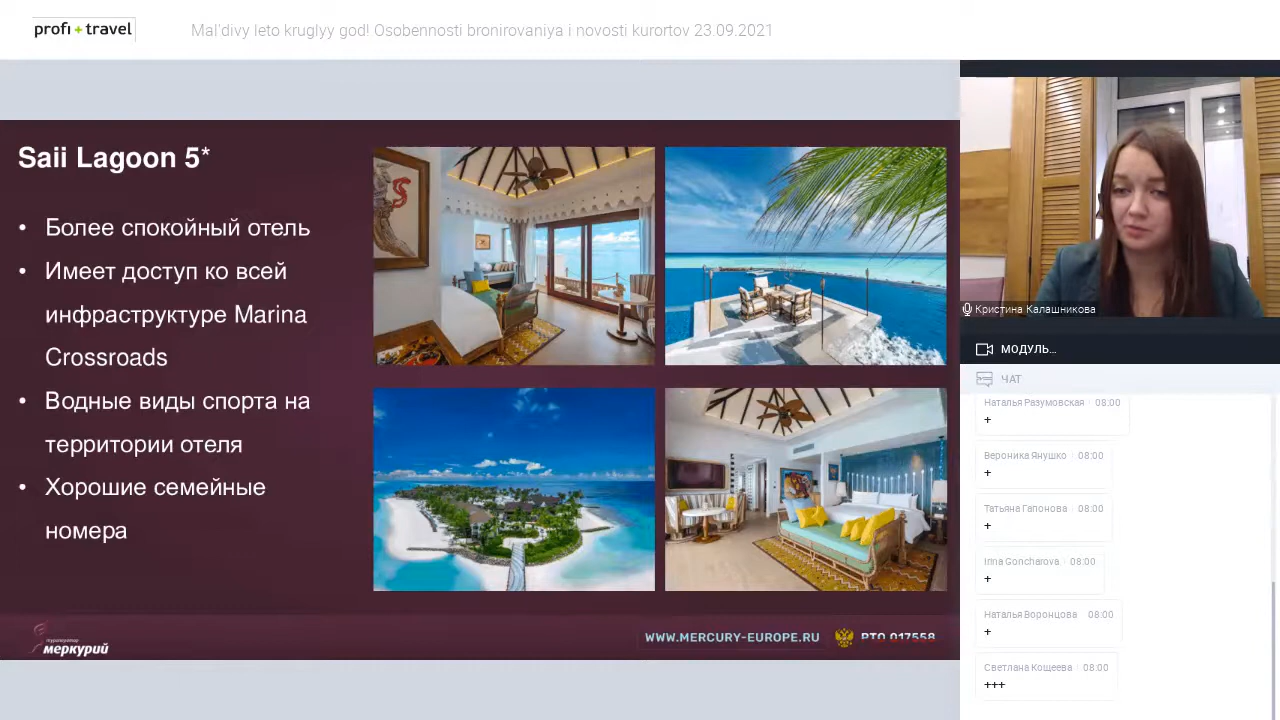 profi + travel
Mal'divy leto kruglyy god! Osobennosti bronirovaniya i novosti kurortov 23.09.2021
Saii Lagoon 5*
• Более спокойный отель
• Имеет доступ ко всей
инфраструктуре Marina
Crossroads
• Водные виды спорта на
территории отеля
• Хорошие семейные
номера
туроператор
меркурий
WWW.MERCURY-EUROPE.RU
РТО 017558
Кристина Калашникова
МОДУЛЬ...
ЧАТ
Наталья Разумовская · 08:00
+
Вероника Янушко · 08:00
+
Татьяна Гапонова · 08:00
+
Irina Goncharova · 08:00
+
Наталья Воронцова 08:00
+
Светлана Кощеева · 08:00
+++